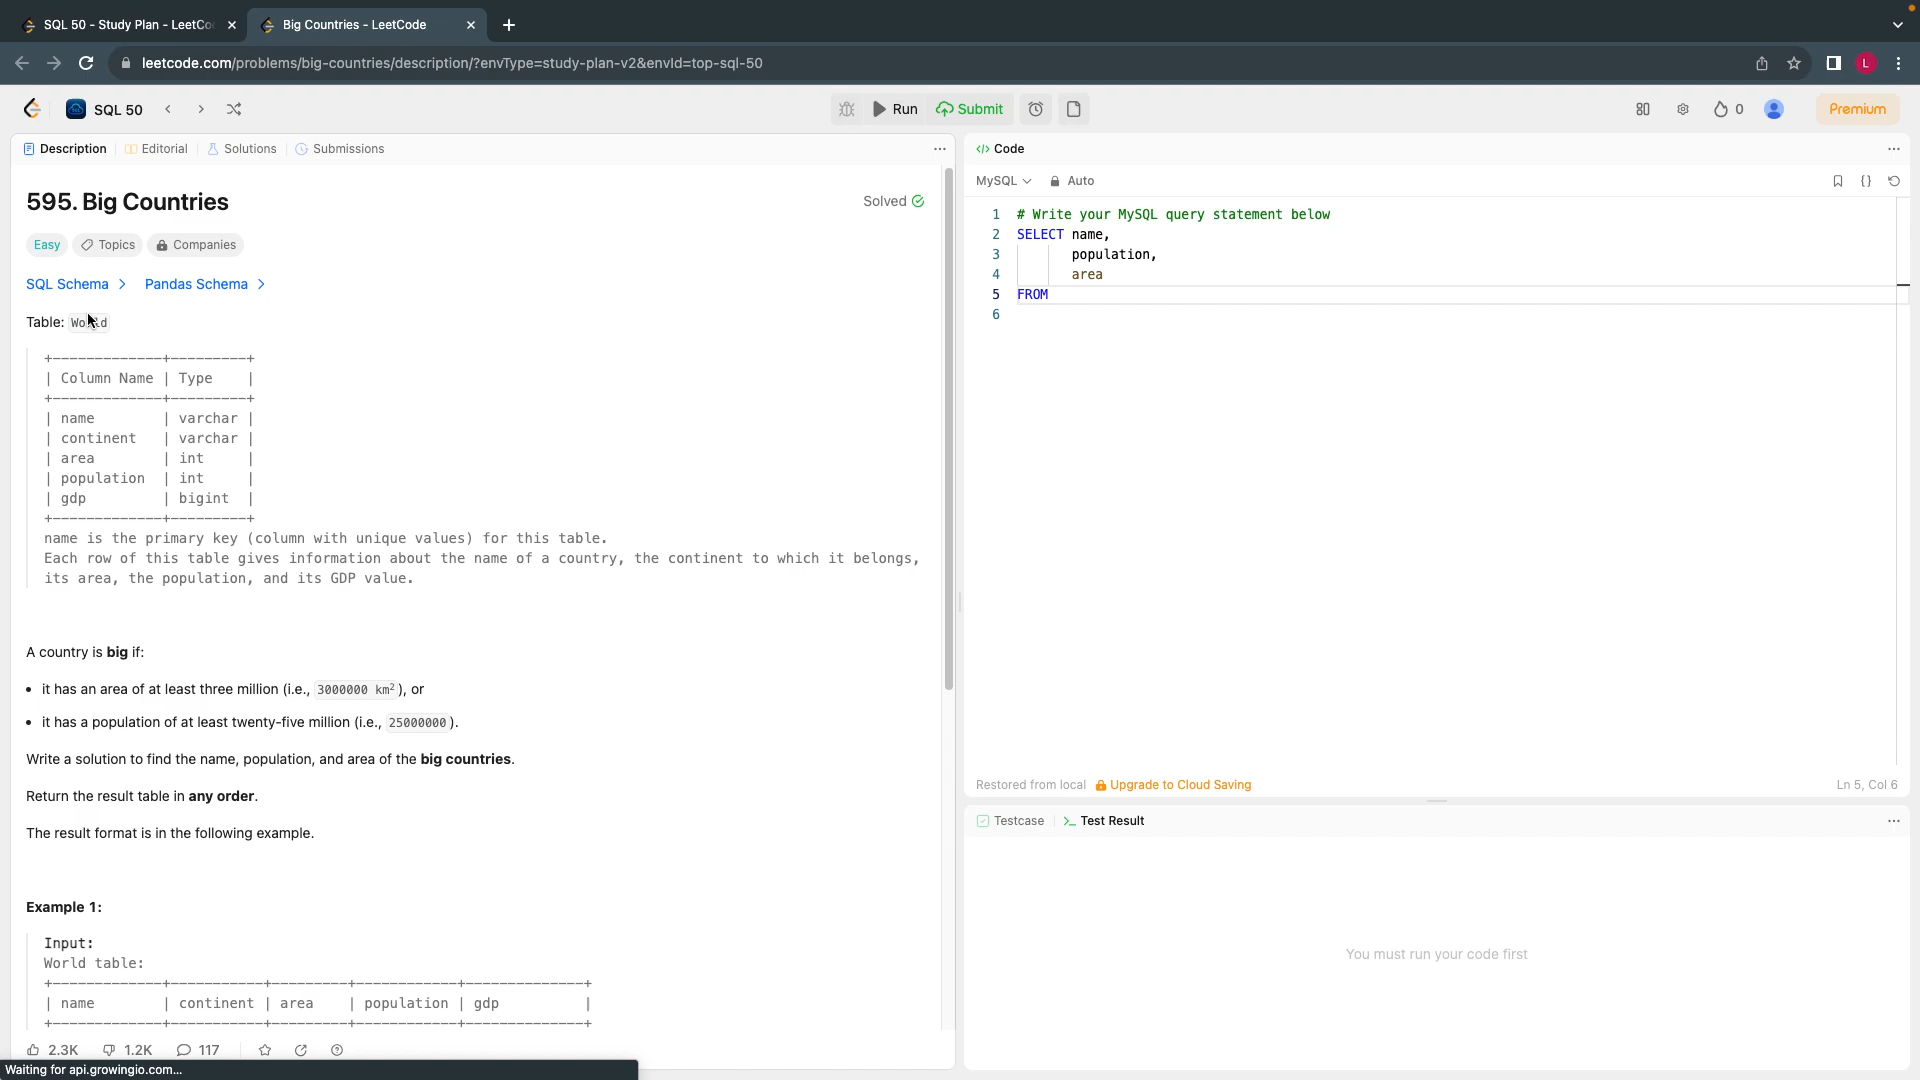 SQL 50 - Study Plan - LeetCo
Big Countries - LeetCode
leetcode.com/problems/big-countries/description/?envType=study-plan-v2&envId=top-sql-50
L
SQL 50
Run
Submit
0
Premium
Description
Editorial
Solutions
Submissions
595. Big Countries
Solved
Easy
Topics
Companies
SQL Schema
Pandas Schema
Table: World
+-------------+---------+
| Column Name | Type    |
+-------------+---------+
| name        | varchar |
| continent   | varchar |
| area        | int     |
| population  | int     |
| gdp         | bigint  |
+-------------+---------+
name is the primary key (column with unique values) for this table.
Each row of this table gives information about the name of a country, the continent to which it belongs,
its area, the population, and its GDP value.
A country is big if:
• it has an area of at least three million (i.e., 3000000 km²), or
• it has a population of at least twenty-five million (i.e., 25000000).
Write a solution to find the name, population, and area of the big countries.
Return the result table in any order.
The result format is in the following example.
Example 1:
Input:
World table:
+-------------+-----------+---------+------------+--------------+
| name        | continent | area    | population | gdp          |
+-------------+-----------+---------+------------+--------------+
2.3K
1.2K
117
Waiting for api.growingio.com...
</> Code
MySQL
Auto
{}
1 # Write your MySQL query statement below
2 SELECT name,
3 population,
4 area
5 FROM
6
Restored from local
Upgrade to Cloud Saving
Ln 5, Col 6
Testcase
>_ Test Result
You must run your code first